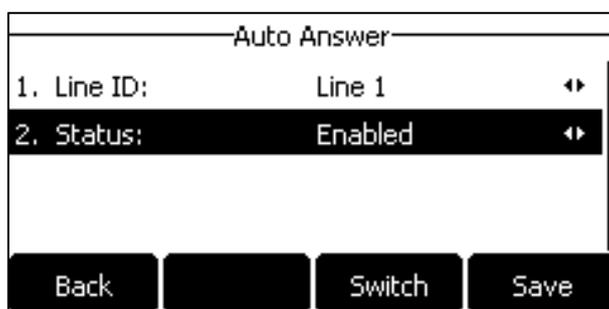 Auto Answer
1. Line ID: Line 1
2. Status: Enabled
Back Switch Save